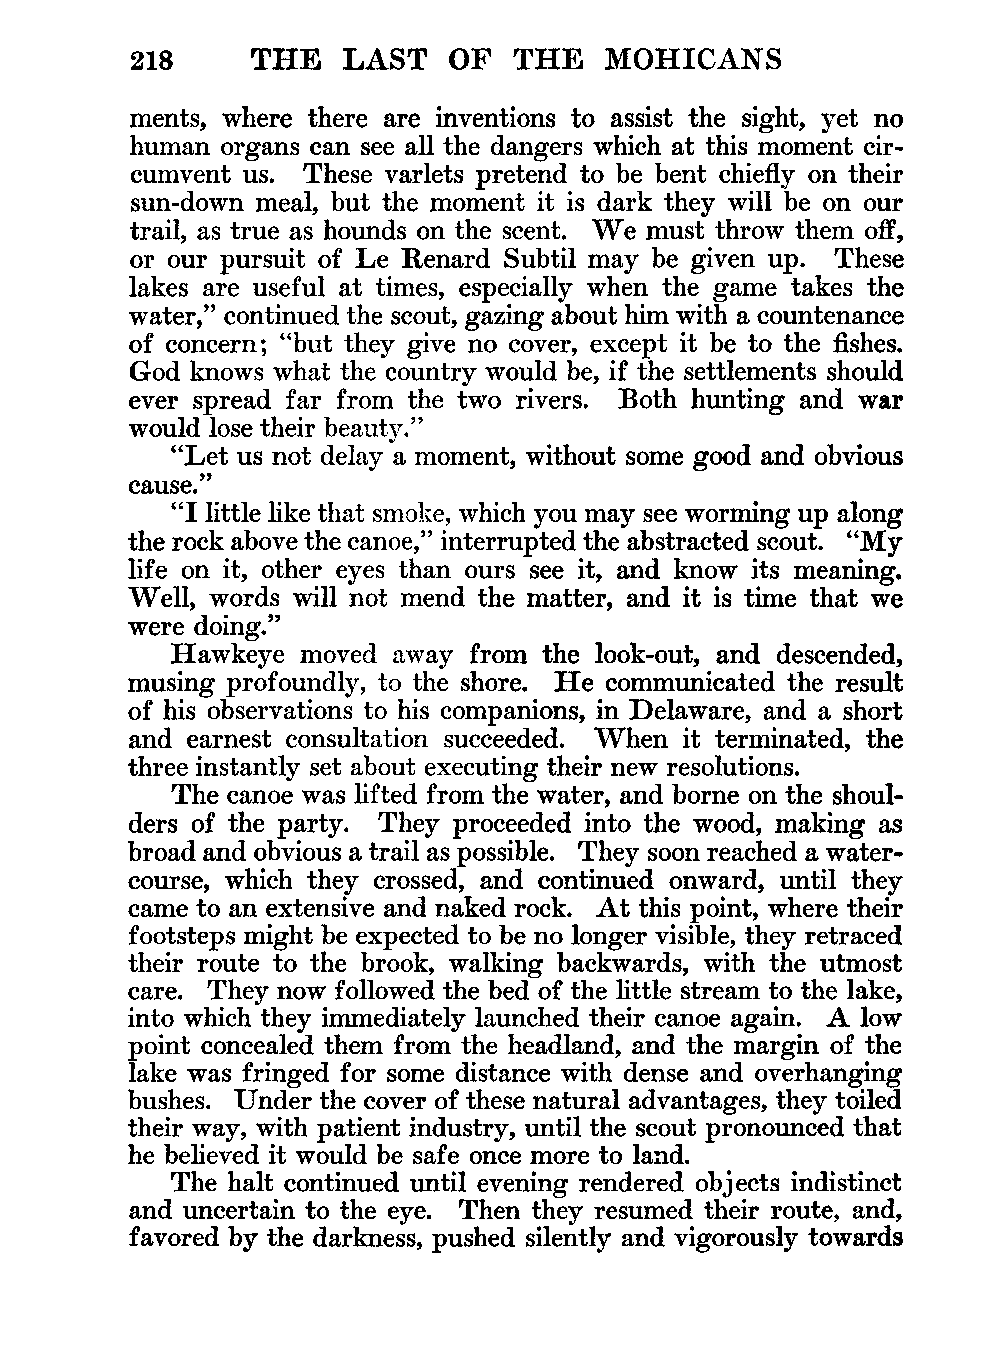 218 THE LAST OF THE MOHICANS
ments, where there are inventions to assist the sight, yet no
human organs can see all the dangers which at this moment cir-
cumvent us. These varlets pretend to be bent chiefly on their
sun-down meal, but the moment it is dark they will be on our
trail, as true as hounds on the scent. We must throw them off,
or our pursuit of Le Renard Subtil may be given up. These
lakes are useful at times, especially when the game takes the
water,” continued the scout, gazing about him with a countenance
of concern; “but they give no cover, except it be to the fishes.
God knows what the country would be, if the settlements should
ever spread far from the two rivers. Both hunting and war
would lose their beauty.”
“Let us not delay a moment, without some good and obvious
cause.”
“I little like that smoke, which you may see worming up along
the rock above the canoe,” interrupted the abstracted scout. “My
life on it, other eyes than ours see it, and know its meaning.
Well, words will not mend the matter, and it is time that we
were doing.”
Hawkeye moved away from the look-out, and descended,
musing profoundly, to the shore. He communicated the result
of his observations to his companions, in Delaware, and a short
and earnest consultation succeeded. When it terminated, the
three instantly set about executing their new resolutions.
The canoe was lifted from the water, and borne on the shoul-
ders of the party. They proceeded into the wood, making as
broad and obvious a trail as possible. They soon reached a water-
course, which they crossed, and continued onward, until they
came to an extensive and naked rock. At this point, where their
footsteps might be expected to be no longer visible, they retraced
their route to the brook, walking backwards, with the utmost
care. They now followed the bed of the little stream to the lake,
into which they immediately launched their canoe again. A low
point concealed them from the headland, and the margin of the
lake was fringed for some distance with dense and overhanging
bushes. Under the cover of these natural advantages, they toiled
their way, with patient industry, until the scout pronounced that
he believed it would be safe once more to land.
The halt continued until evening rendered objects indistinct
and uncertain to the eye. Then they resumed their route, and,
favored by the darkness, pushed silently and vigorously towards